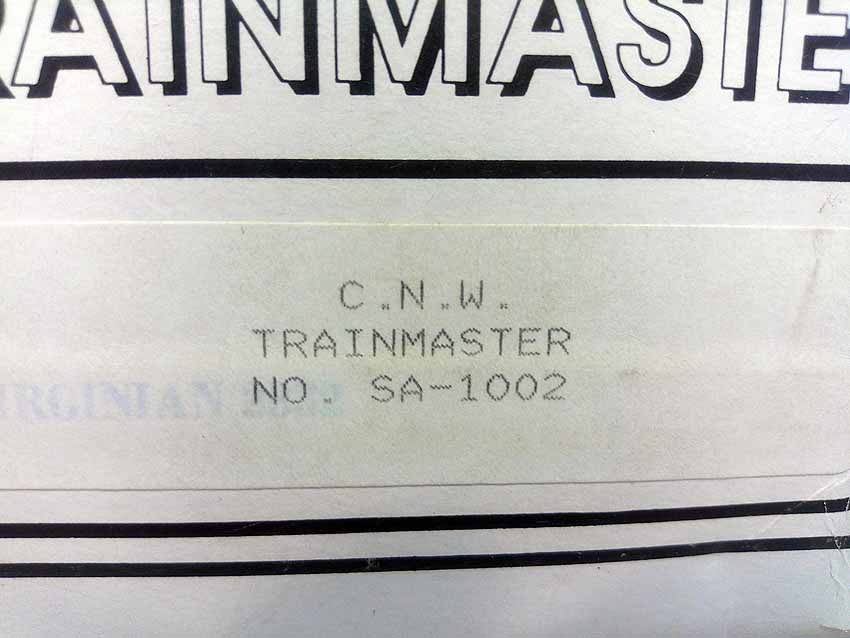 RAINMASTE
C.N.W.
TRAINMASTER
NO. SA-1002